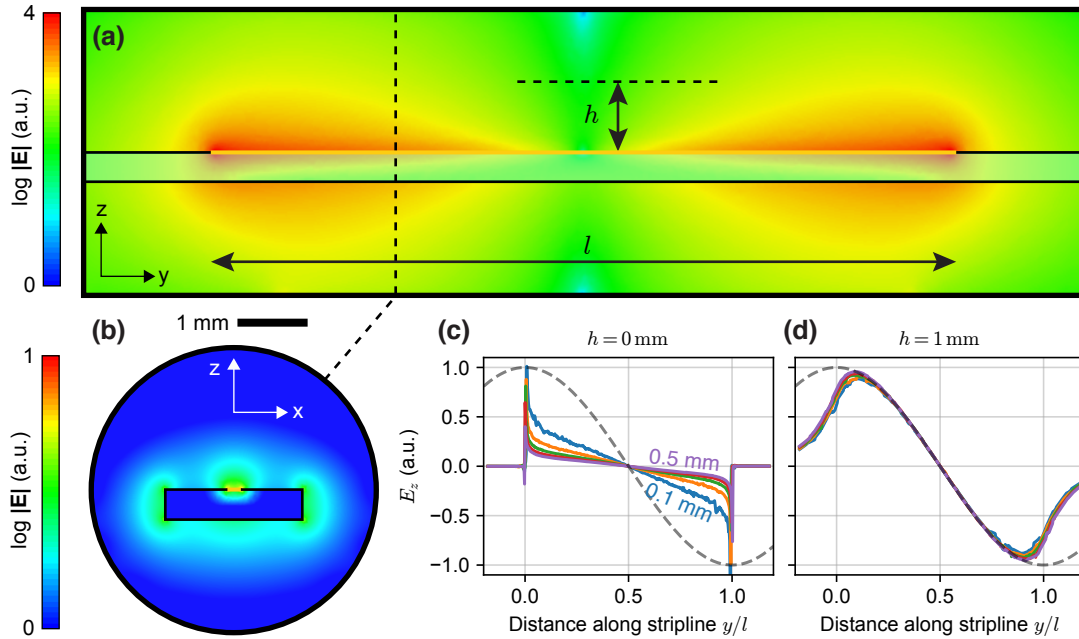 4
log |E| (a.u.)
0
(a)
h
l
z
y
(b)
1 mm
1
log |E| (a.u.)
0
z
x
(c)
h = 0 mm
1.0
0.5
0.0
−0.5
−1.0
E_z (a.u.)
0.5 mm
0.1 mm
0.0 0.5 1.0
Distance along stripline y/l
(d)
h = 1 mm
0.0 0.5 1.0
Distance along stripline y/l